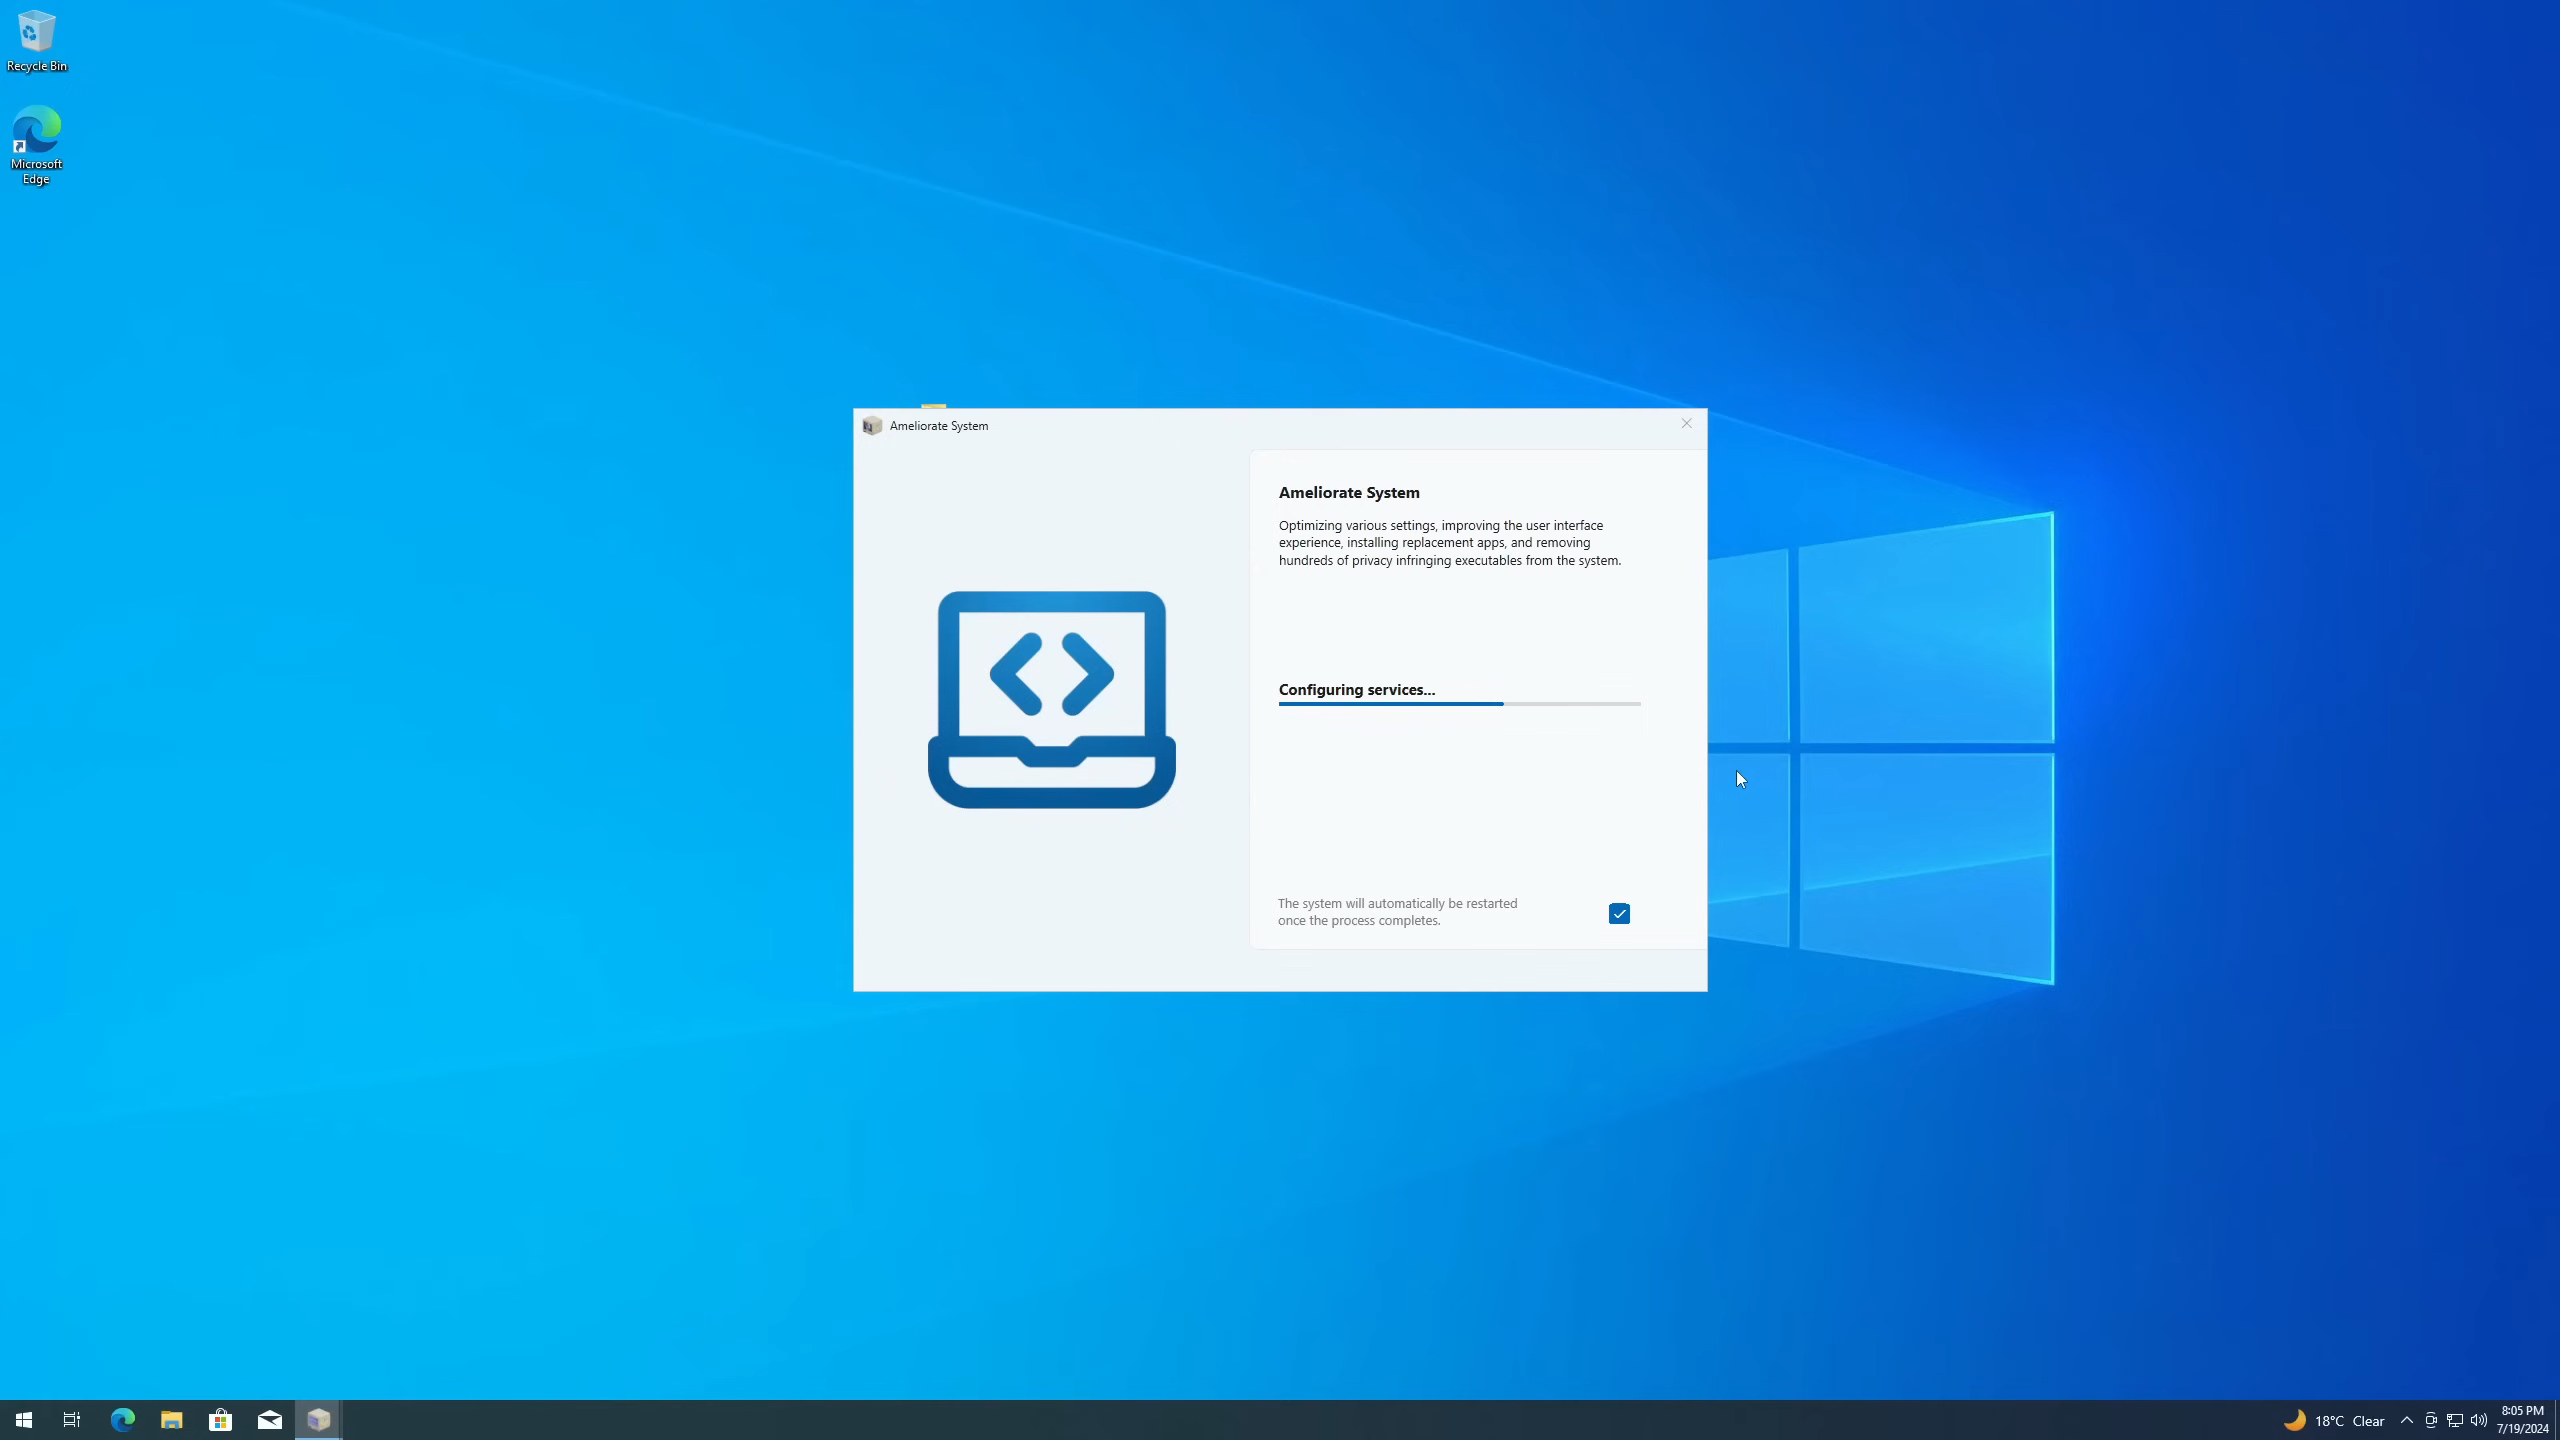 Recycle Bin
Microsoft
Edge
Ameliorate System
Ameliorate System
Optimizing various settings, improving the user interface
experience, installing replacement apps, and removing
hundreds of privacy infringing executables from the system.
Configuring services...
The system will automatically be restarted
once the process completes.
18°C Clear
8:05 PM
7/19/2024